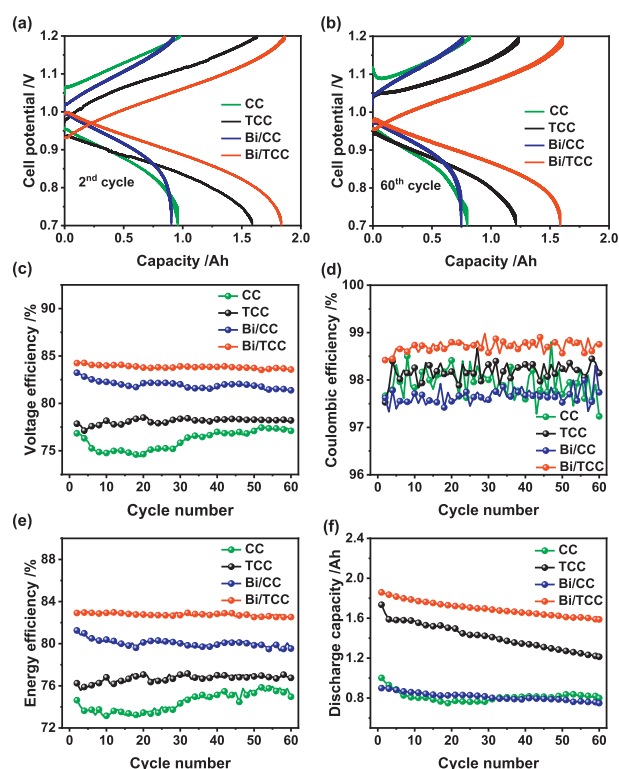 (a)
Cell potential /V
1.2
1.1
1.0
0.9
0.8
0.7
CC
TCC
Bi/CC
Bi/TCC
2nd cycle
0.0
0.5
1.0
1.5
2.0
Capacity /Ah
(b)
Cell potential /V
1.2
1.1
1.0
0.9
0.8
0.7
CC
TCC
Bi/CC
Bi/TCC
60th cycle
0.0
0.5
1.0
1.5
2.0
Capacity /Ah
(c)
Voltage efficiency /%
90
85
80
75
CC
TCC
Bi/CC
Bi/TCC
0
10
20
30
40
50
60
Cycle number
(d)
Coulombic efficiency /%
100
99
98
97
96
CC
TCC
Bi/CC
Bi/TCC
0
10
20
30
40
50
60
Cycle number
(e)
Energy efficiency /%
88
84
80
76
72
CC
TCC
Bi/CC
Bi/TCC
0
10
20
30
40
50
60
Cycle number
(f)
Discharge capacity /Ah
2.4
2.0
1.6
1.2
0.8
0.4
CC
TCC
Bi/CC
Bi/TCC
0
10
20
30
40
50
60
Cycle number